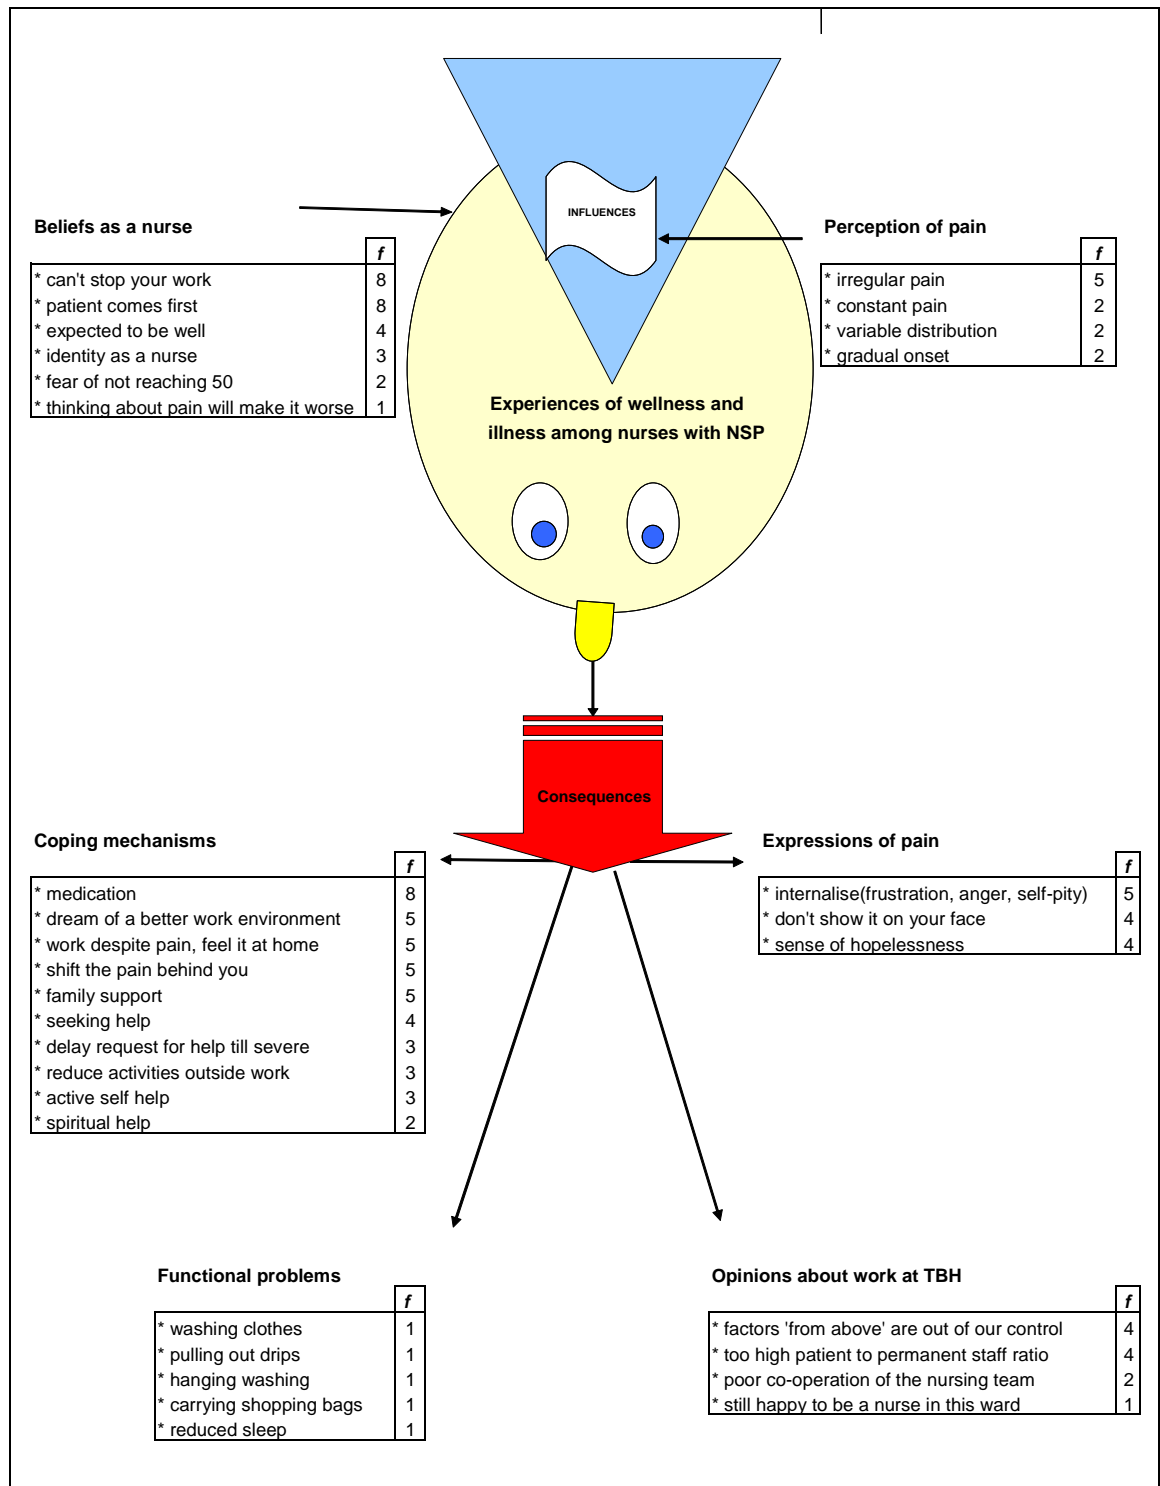 INFLUENCES
Beliefs as a nurse
f
* can't stop your work 8
* patient comes first 8
* expected to be well 4
* identity as a nurse 3
* fear of not reaching 50 2
* thinking about pain will make it worse 1
Perception of pain
f
* irregular pain 5
* constant pain 2
* variable distribution 2
* gradual onset 2
Experiences of wellness and
illness among nurses with NSP
Consequences
Coping mechanisms
f
* medication 8
* dream of a better work environment 5
* work despite pain, feel it at home 5
* shift the pain behind you 5
* family support 5
* seeking help 4
* delay request for help till severe 3
* reduce activities outside work 3
* active self help 3
* spiritual help 2
Expressions of pain
f
* internalise(frustration, anger, self-pity) 5
* don't show it on your face 4
* sense of hopelessness 4
Functional problems
f
* washing clothes 1
* pulling out drips 1
* hanging washing 1
* carrying shopping bags 1
* reduced sleep 1
Opinions about work at TBH
f
* factors 'from above' are out of our control 4
* too high patient to permanent staff ratio 4
* poor co-operation of the nursing team 2
* still happy to be a nurse in this ward 1